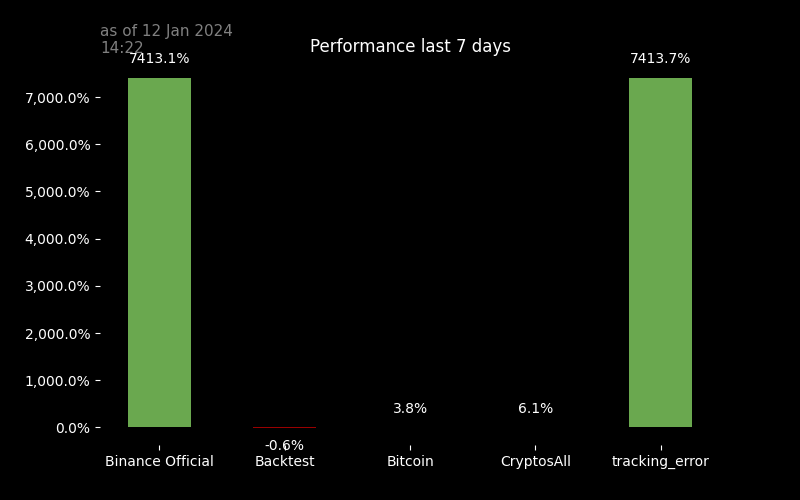 as of 12 Jan 2024
14:22
Performance last 7 days
7413.1%
7413.7%
7,000.0%
6,000.0%
5,000.0%
4,000.0%
3,000.0%
2,000.0%
1,000.0%
3.8%
6.1%
0.0%
-0.6%
Binance Official
Backtest
Bitcoin
CryptosAll
tracking_error